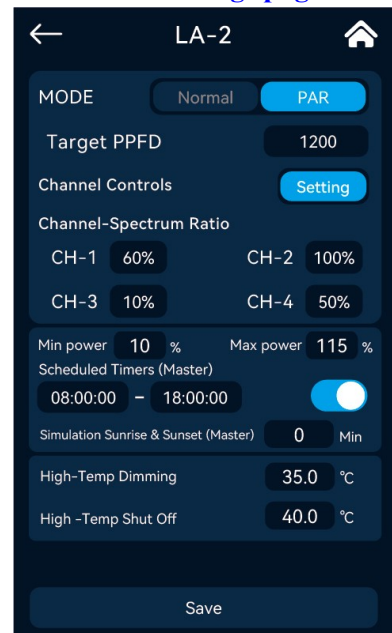 LA-2
MODE Normal PAR
Target PPFD 1200
Channel Controls Setting
Channel-Spectrum Ratio
CH-1 60% CH-2 100%
CH-3 10% CH-4 50%
Min power 10 % Max power 115 %
Scheduled Timers (Master)
08:00:00 - 18:00:00
Simulation Sunrise & Sunset (Master) 0 Min
High-Temp Dimming 35.0 °C
High -Temp Shut Off 40.0 °C
Save